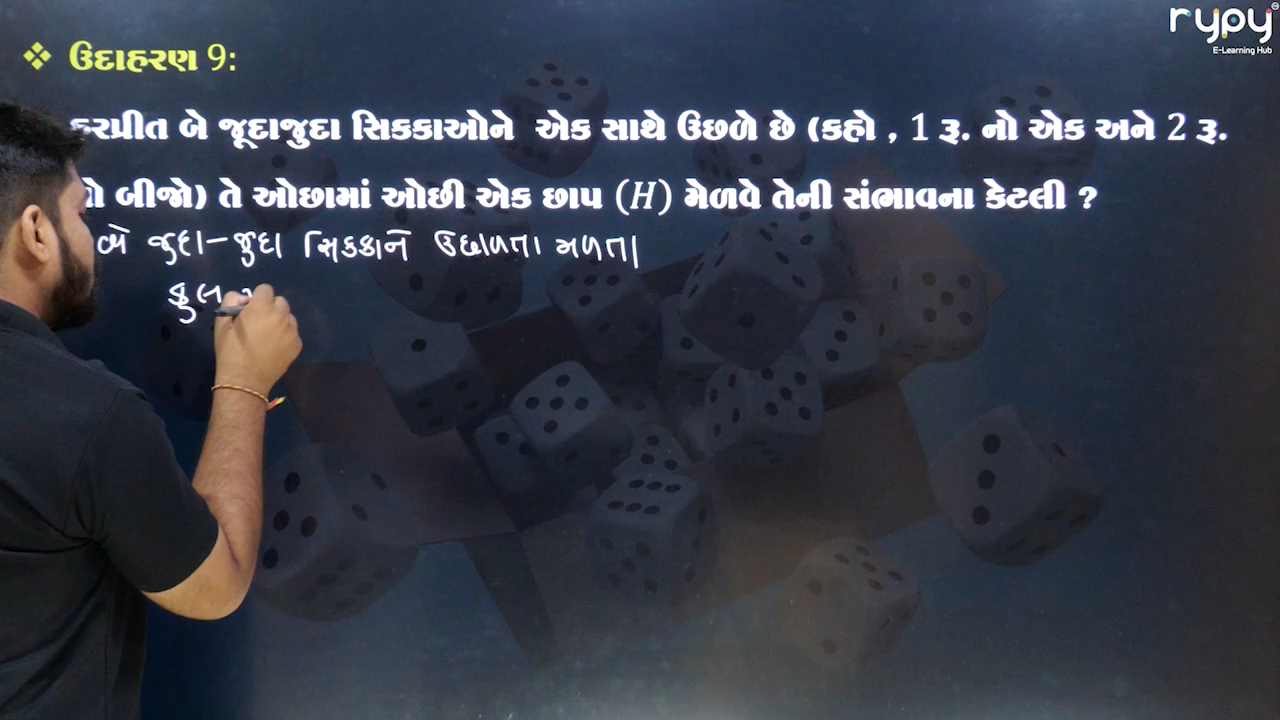 rypy
E-Learning Hub
❖ ઉદાહરણ 9:
હરપ્રીત બે જૂદાજુદા સિક્કાઓને એક સાથે ઉછળે છે (કહો , 1 રૂ. નો એક અને 2 રૂ.
બીજો) તે ઓછામાં ઓછી એક છાપ (H) મેળવે તેની સંભાવના કેટલી ?
બે જુદા-જુદા સિક્કાને ઉછાળતા મળતા
કુલ